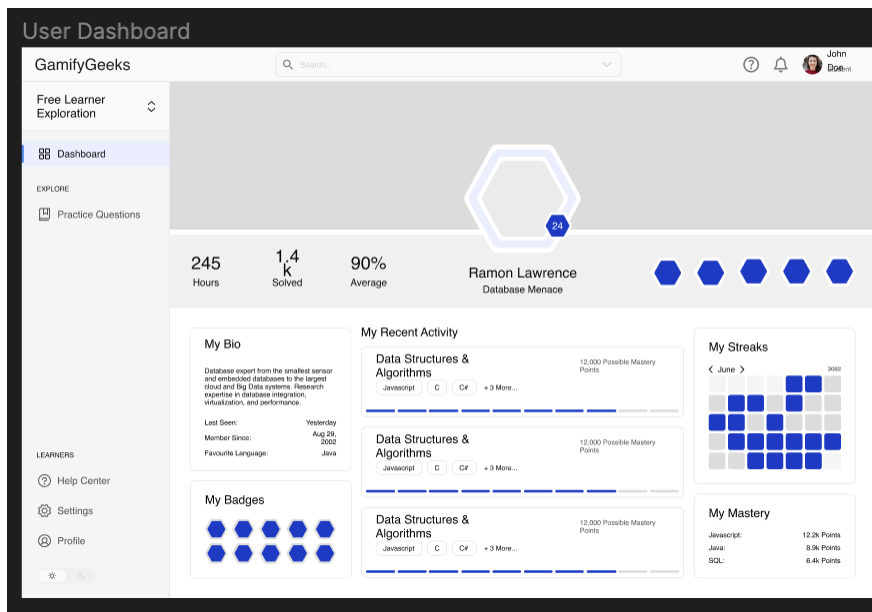 User Dashboard
GamifyGeeks
Search...
John
Doe
Student
Free Learner
Exploration
Dashboard
EXPLORE
Practice Questions
LEARNERS
Help Center
Settings
Profile
24
245
Hours
1.4
k
Solved
90%
Average
Ramon Lawrence
Database Menace
My Bio
Database expert from the smallest sensor
and embedded databases to the largest
cloud and Big Data systems. Research
expertise in database integration,
virtualization, and performance.
Last Seen: Yesterday
Member Since: Aug 29,
2002
Favourite Language: Java
My Badges
My Recent Activity
Data Structures &
Algorithms
12,000 Possible Mastery
Points
Javascript C C# + 3 More...
Data Structures &
Algorithms
12,000 Possible Mastery
Points
Javascript C C# + 3 More...
Data Structures &
Algorithms
12,000 Possible Mastery
Points
Javascript C C# + 3 More...
My Streaks
June
My Mastery
Javascript: 12.2k Points
Java: 8.9k Points
SQL: 6.4k Points